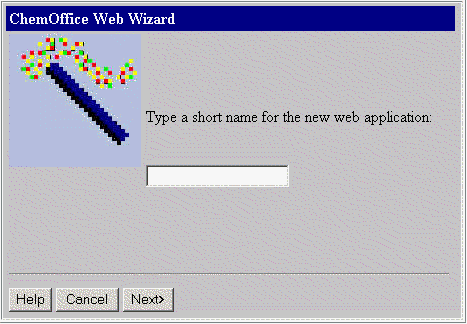 ChemOffice Web Wizard
Type a short name for the new web application:
Help Cancel Next>